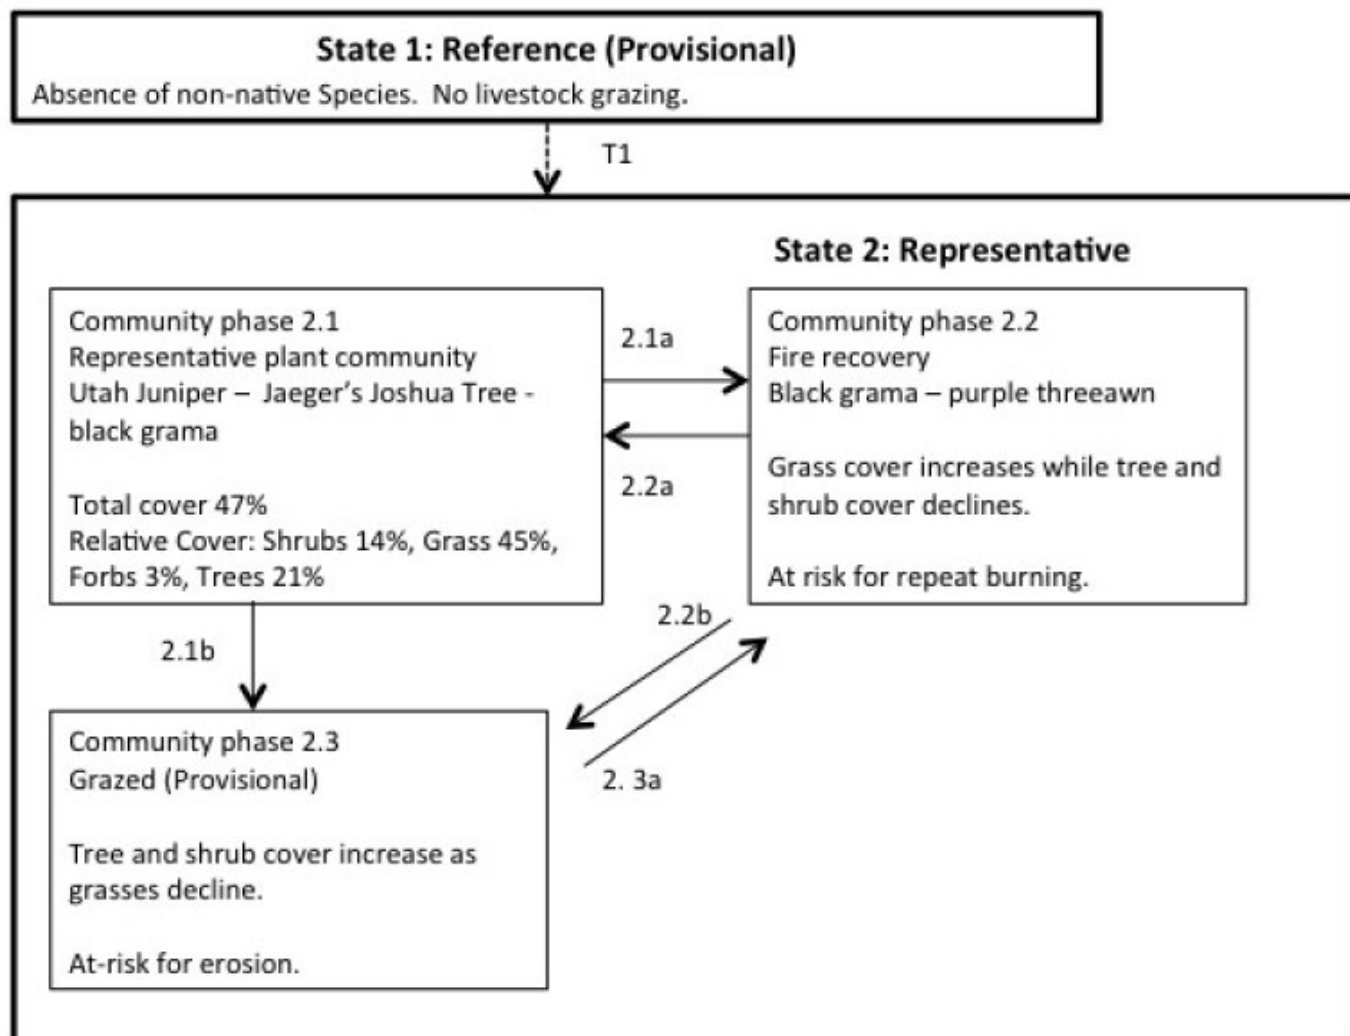 State 1: Reference (Provisional)
Absence of non-native Species.  No livestock grazing.
T1
State 2: Representative
Community phase 2.1
Representative plant community
Utah Juniper –  Jaeger’s Joshua Tree -
black grama
Total cover 47%
Relative Cover: Shrubs 14%, Grass 45%,
Forbs 3%, Trees 21%
2.1a
2.2a
Community phase 2.2
Fire recovery
Black grama – purple threeawn
Grass cover increases while tree and
shrub cover declines.
At risk for repeat burning.
2.1b
2.2b
2. 3a
Community phase 2.3
Grazed (Provisional)
Tree and shrub cover increase as
grasses decline.
At-risk for erosion.